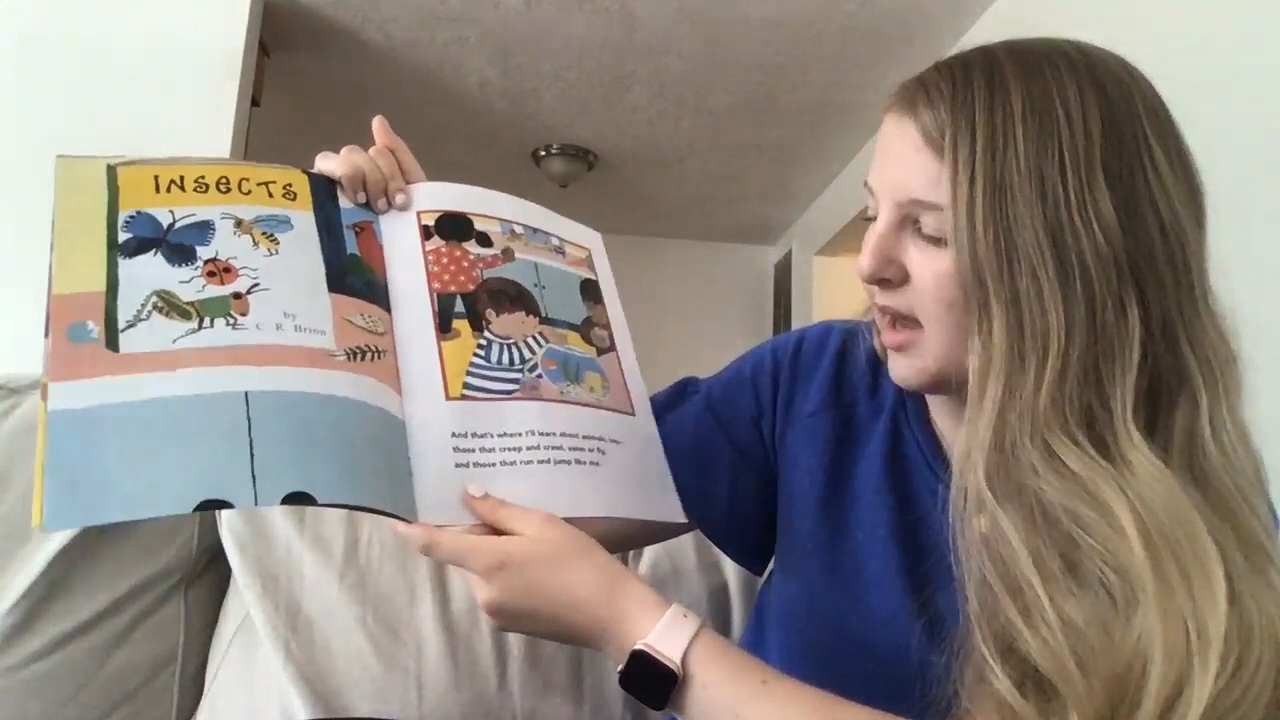 INSECTS
by
C. R. Brion
And that's where I'll learn about animals, too—
those that creep and crawl, swim or fly,
and those that run and jump like me.